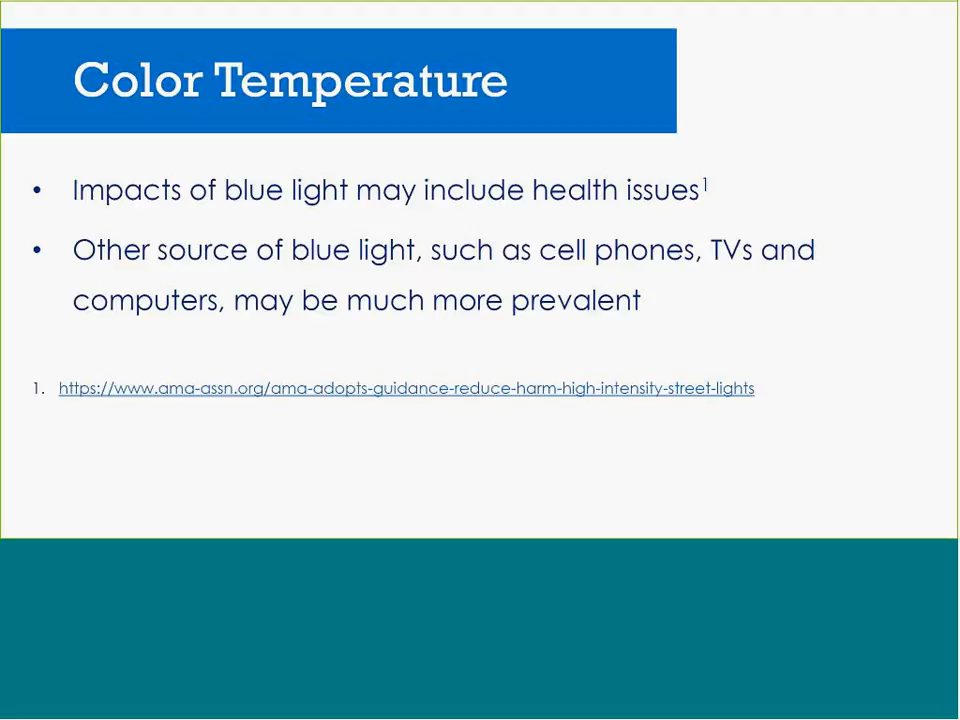 Color Temperature
• Impacts of blue light may include health issues¹
• Other source of blue light, such as cell phones, TVs and
computers, may be much more prevalent
1. https://www.ama-assn.org/ama-adopts-guidance-reduce-harm-high-intensity-street-lights